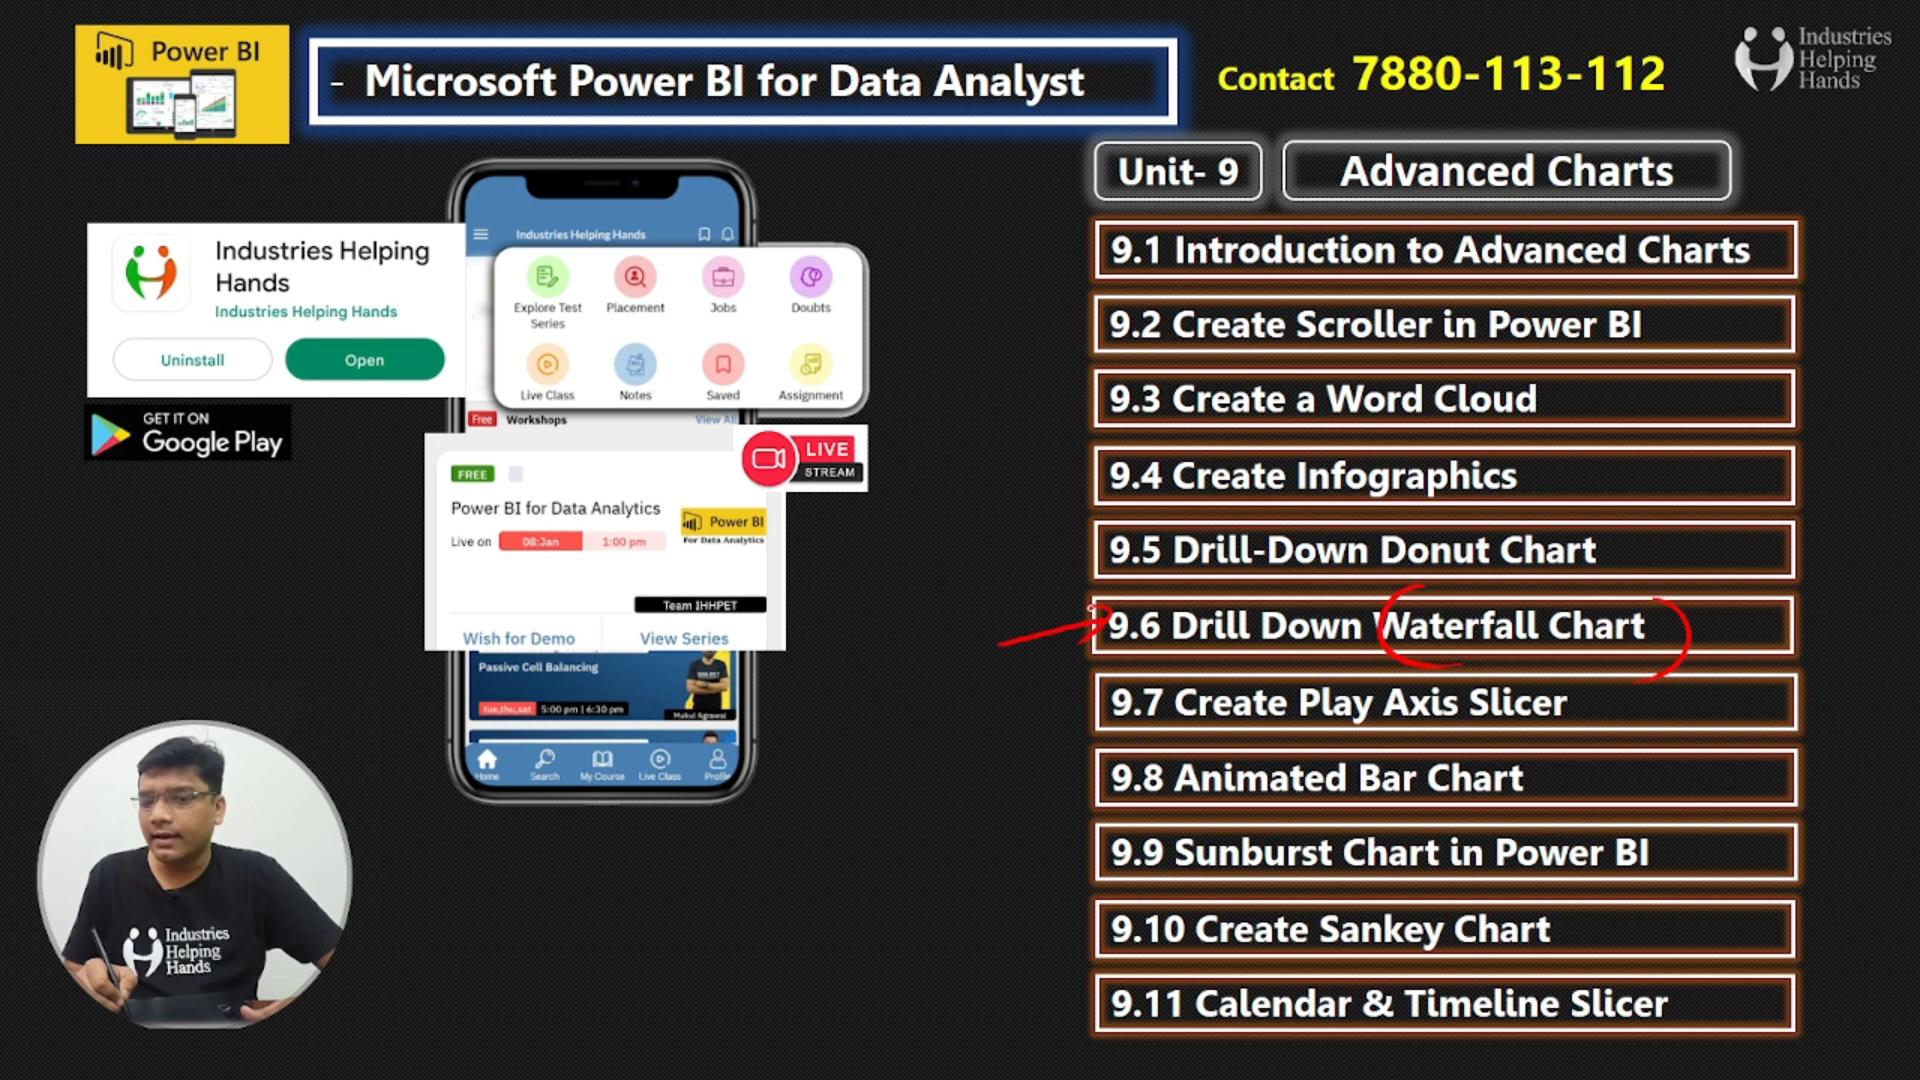 Power BI
- Microsoft Power BI for Data Analyst
Contact 7880-113-112
Industries
Helping
Hands
Unit- 9
Advanced Charts
9.1 Introduction to Advanced Charts
9.2 Create Scroller in Power BI
9.3 Create a Word Cloud
9.4 Create Infographics
9.5 Drill-Down Donut Chart
9.6 Drill Down Waterfall Chart
9.7 Create Play Axis Slicer
9.8 Animated Bar Chart
9.9 Sunburst Chart in Power BI
9.10 Create Sankey Chart
9.11 Calendar & Timeline Slicer
Industries Helping
Hands
Industries Helping Hands
Uninstall
Open
GET IT ON
Google Play
Industries Helping Hands
Explore Test
Series
Placement
Jobs
Doubts
Live Class
Notes
Saved
Assignment
Free Workshops
View All
LIVE
STREAM
FREE
Power BI for Data Analytics
Live on 08:Jan 1:00 pm
Power BI
For Data Analytics
Team IHHPET
Wish for Demo
View Series
Passive Cell Balancing
tue,thu,sat 5:00 pm | 6:30 pm
Mukul Agrawal
Home
Search
My Course
Live Class
Profile
Industries
Helping
Hands